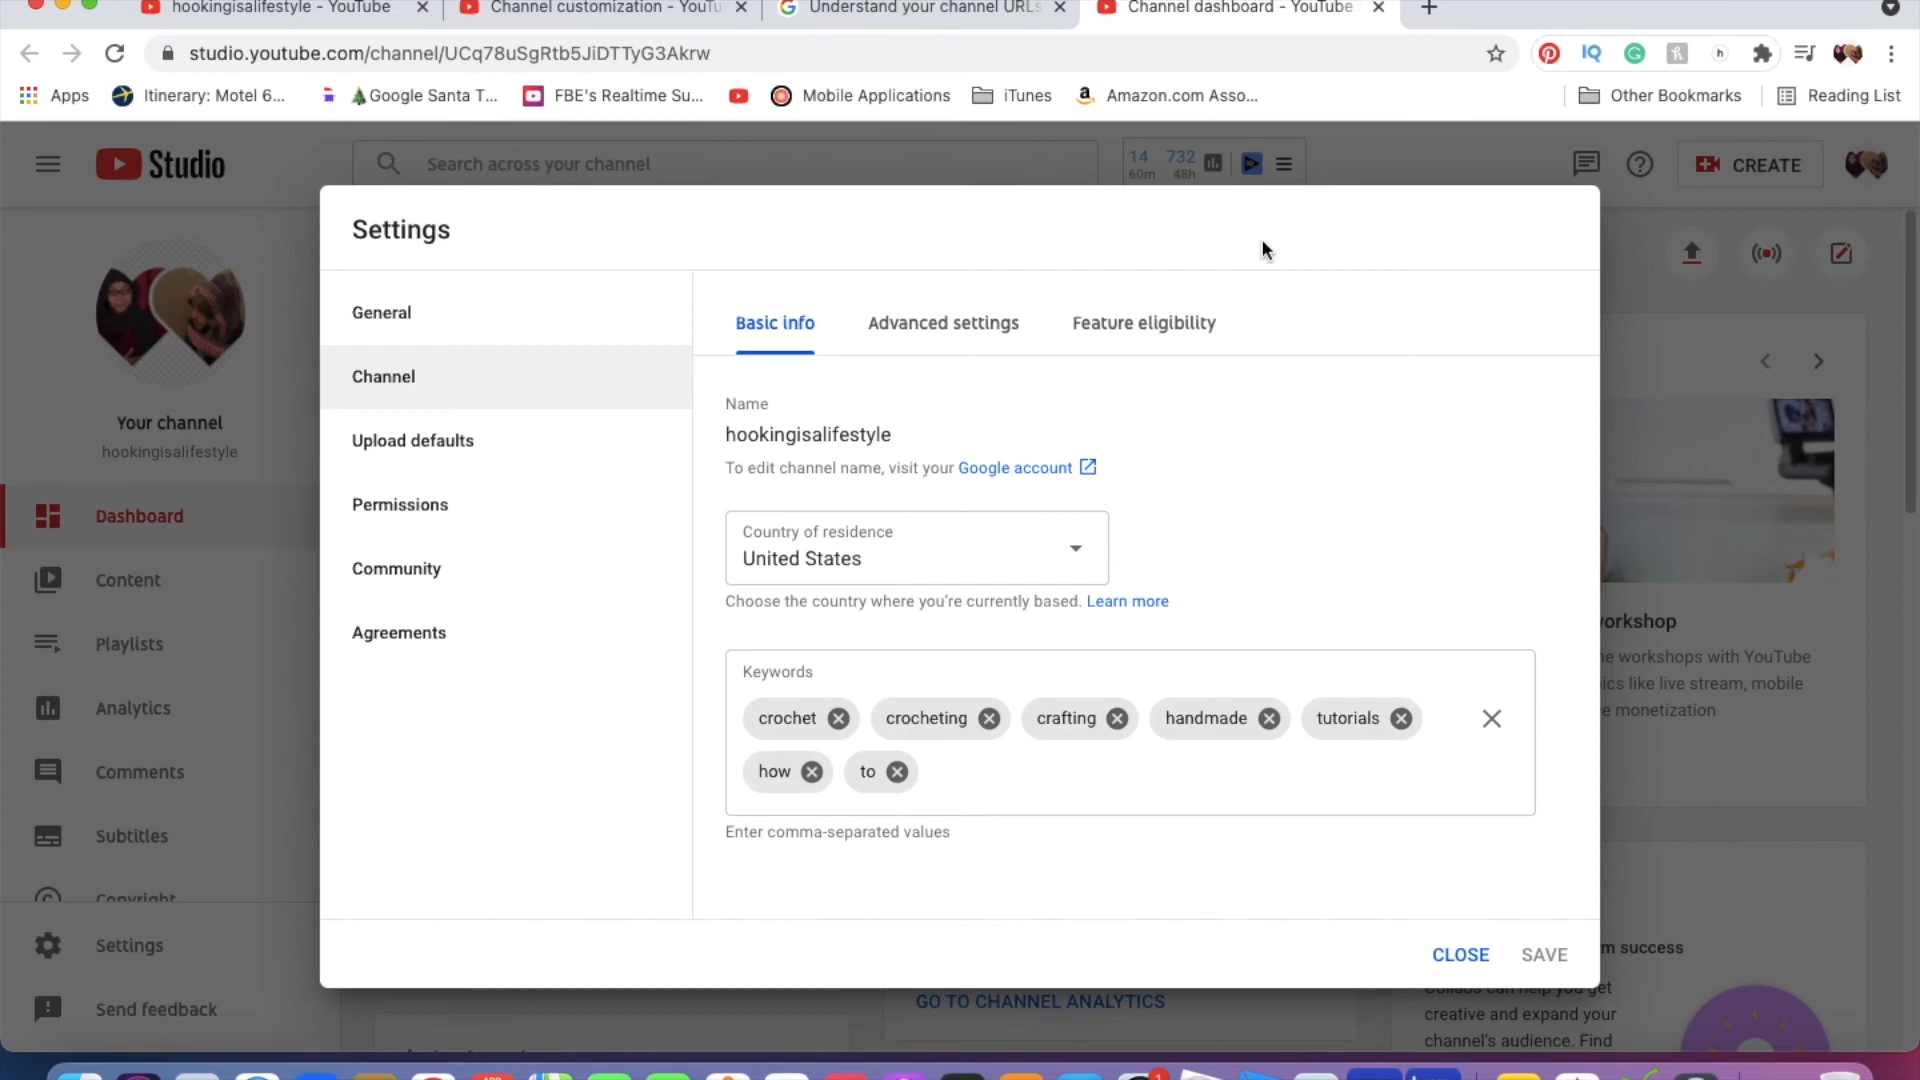 hookingisalifestyle - YouTube
Channel customization - YouTu
Understand your channel URLs
Channel dashboard - YouTube
studio.youtube.com/channel/UCq78uSgRtb5JiDTTyG3Akrw
IQ
Apps
Itinerary: Motel 6...
Google Santa T...
FBE's Realtime Su...
Mobile Applications
iTunes
Amazon.com Asso...
Other Bookmarks
Reading List
Studio
Search across your channel
14 732
60m 48h
CREATE
Settings
General
Channel
Upload defaults
Permissions
Community
Agreements
Basic info
Advanced settings
Feature eligibility
Name
hookingisalifestyle
To edit channel name, visit your Google account
Country of residence
United States
Choose the country where you're currently based. Learn more
Keywords
crochet crocheting crafting handmade tutorials
how to
Enter comma-separated values
CLOSE SAVE
Your channel
hookingisalifestyle
Dashboard
Content
Playlists
Analytics
Comments
Subtitles
Copyright
Settings
Send feedback
orkshop
e workshops with YouTube
ics like live stream, mobile
e monetization
m success
Collabs can help you get
creative and expand your
channel's audience. Find
GO TO CHANNEL ANALYTICS